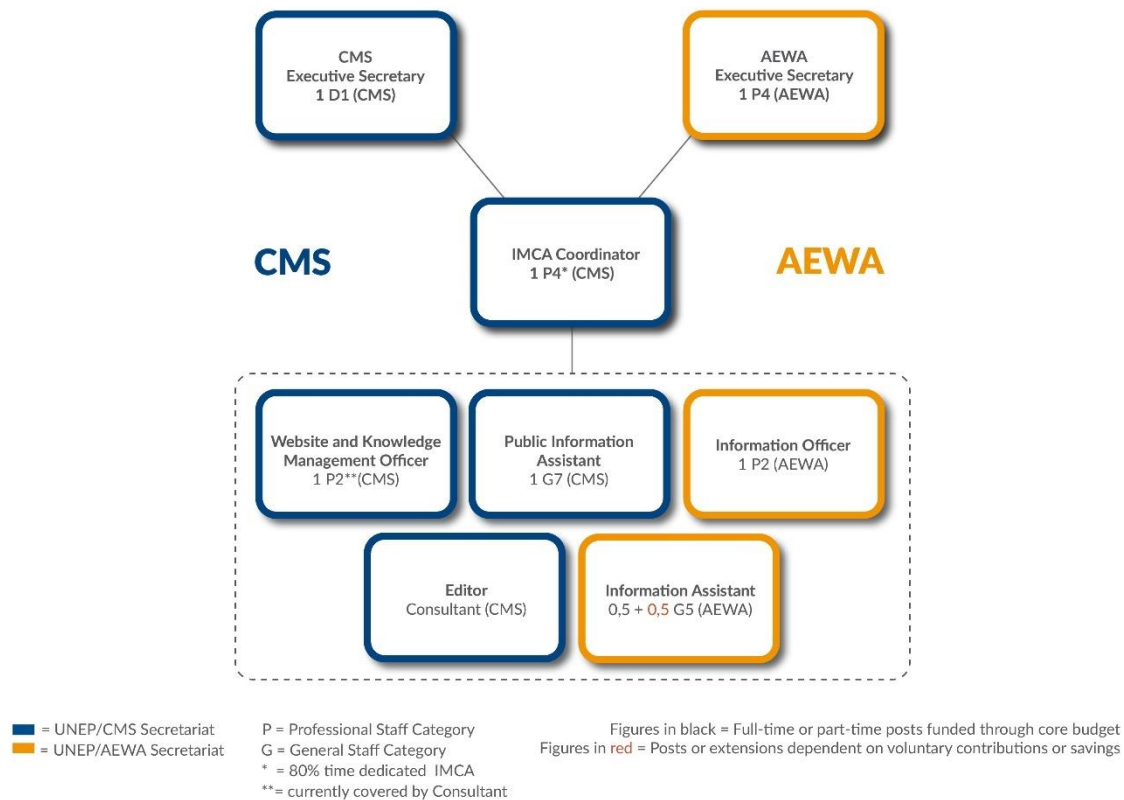 CMS
Executive Secretary
1 D1 (CMS)
AEWA
Executive Secretary
1 P4 (AEWA)
CMS
IMCA Coordinator
1 P4* (CMS)
AEWA
Website and Knowledge
Management Officer
1 P2**(CMS)
Public Information
Assistant
1 G7 (CMS)
Information Officer
1 P2 (AEWA)
Editor
Consultant (CMS)
Information Assistant
0,5 + 0,5 G5 (AEWA)
= UNEP/CMS Secretariat
= UNEP/AEWA Secretariat
P = Professional Staff Category
G = General Staff Category
* = 80% time dedicated IMCA
**= currently covered by Consultant
Figures in black = Full-time or part-time posts funded through core budget
Figures in red = Posts or extensions dependent on voluntary contributions or savings